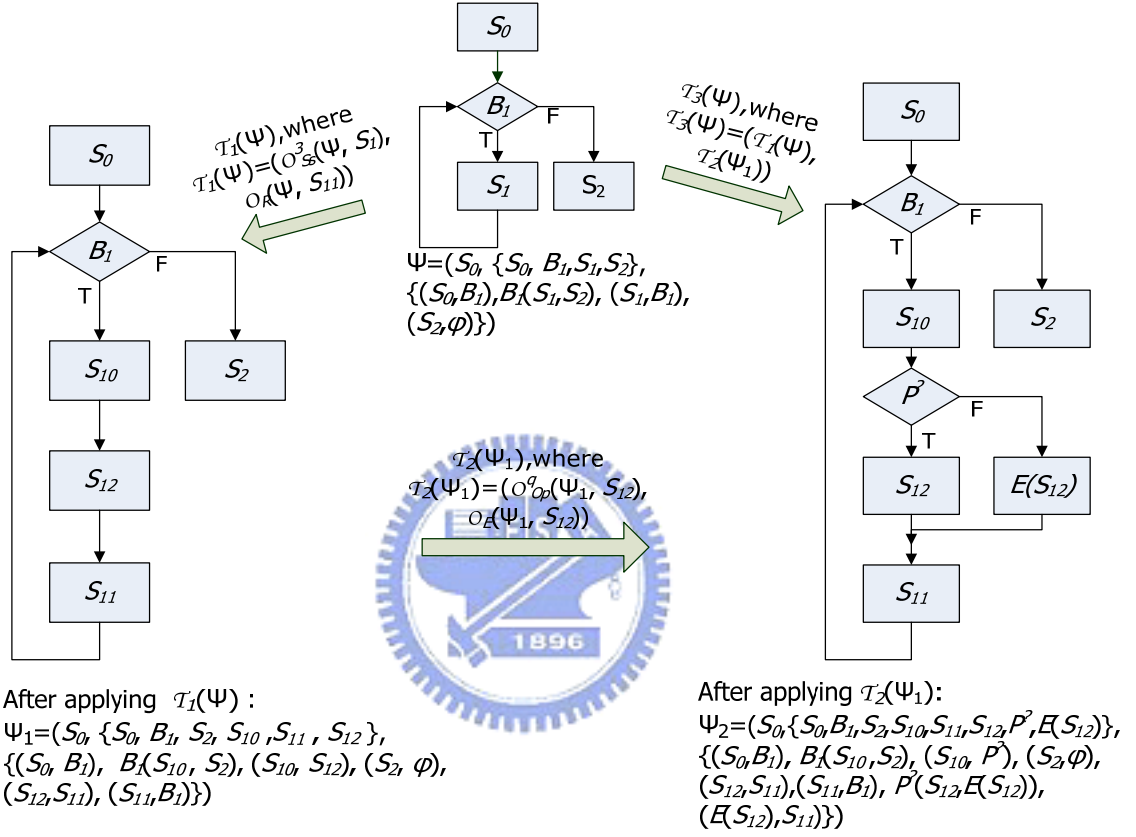 S₀
B₁
T
F
S₁
S₂
Ψ=(S₀, {S₀, B₁,S₁,S₂},
{(S₀,B₁),B₁(S₁,S₂), (S₁,B₁),
(S₂,φ)})
𝒯₁(Ψ),where
𝒯₁(Ψ)=(O³ₛₛ(Ψ, S₁),
O_R(Ψ, S₁₁))
𝒯₃(Ψ),where
𝒯₃(Ψ)=(𝒯₁(Ψ),
𝒯₂(Ψ₁))
S₀
B₁
F
T
S₁₀
S₂
S₁₂
S₁₁
𝒯₂(Ψ₁),where
𝒯₂(Ψ₁)=(O^q_Op(Ψ₁, S₁₂),
O_E(Ψ₁, S₁₂))
1896
S₀
B₁
F
T
S₁₀
S₂
P^?
F
T
S₁₂
E(S₁₂)
S₁₁
After applying 𝒯₁(Ψ) :
Ψ₁=(S₀, {S₀, B₁, S₂, S₁₀ ,S₁₁ , S₁₂ },
{(S₀, B₁), B₁(S₁₀, S₂), (S₁₀, S₁₂), (S₂, φ),
(S₁₂,S₁₁), (S₁₁,B₁)})
After applying 𝒯₂(Ψ₁):
Ψ₂=(S₀,{S₀,B₁,S₂,S₁₀,S₁₁,S₁₂,P^?,E(S₁₂)},
{(S₀,B₁), B₁(S₁₀,S₂), (S₁₀, P^?), (S₂,φ),
(S₁₂,S₁₁),(S₁₁,B₁), P^?(S₁₂,E(S₁₂)),
(E(S₁₂),S₁₁)})